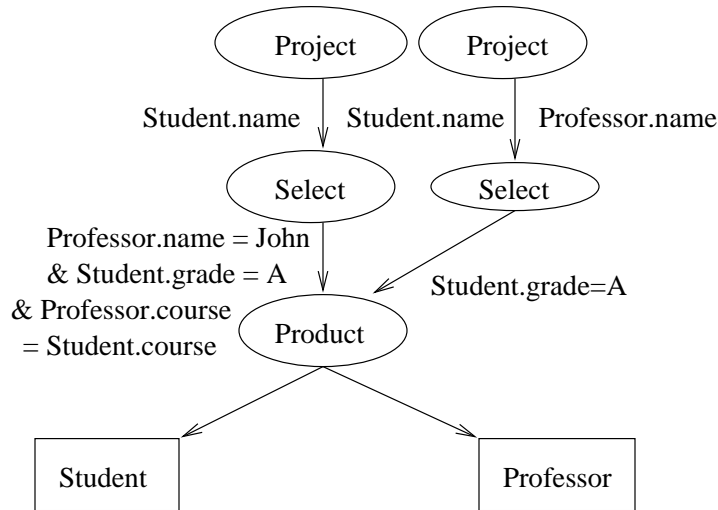 Project
Project
Student.name
Student.name
Professor.name
Select
Select
Professor.name = John
& Student.grade = A
& Professor.course
= Student.course
Student.grade=A
Product
Student
Professor